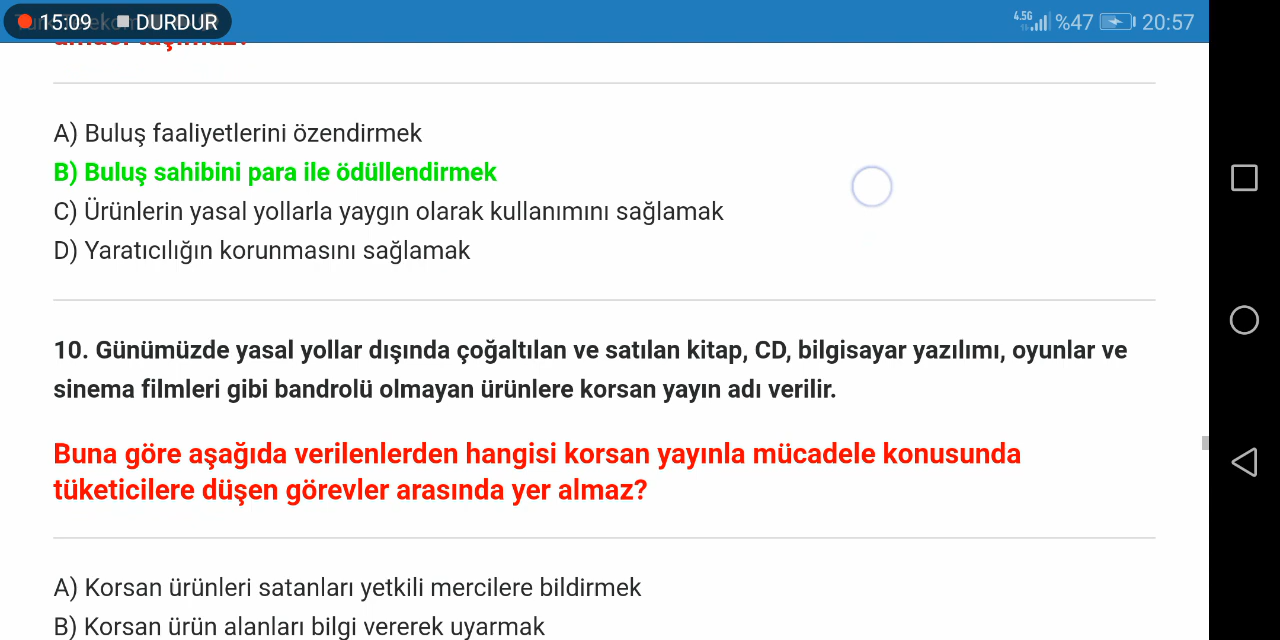 15:09 DURDUR 4.5G %47 20:57
A) Buluş faaliyetlerini özendirmek
B) Buluş sahibini para ile ödüllendirmek
C) Ürünlerin yasal yollarla yaygın olarak kullanımını sağlamak
D) Yaratıcılığın korunmasını sağlamak
10. Günümüzde yasal yollar dışında çoğaltılan ve satılan kitap, CD, bilgisayar yazılımı, oyunlar ve
sinema filmleri gibi bandrolü olmayan ürünlere korsan yayın adı verilir.
Buna göre aşağıda verilenlerden hangisi korsan yayınla mücadele konusunda
tüketicilere düşen görevler arasında yer almaz?
A) Korsan ürünleri satanları yetkili mercilere bildirmek
B) Korsan ürün alanları bilgi vererek uyarmak